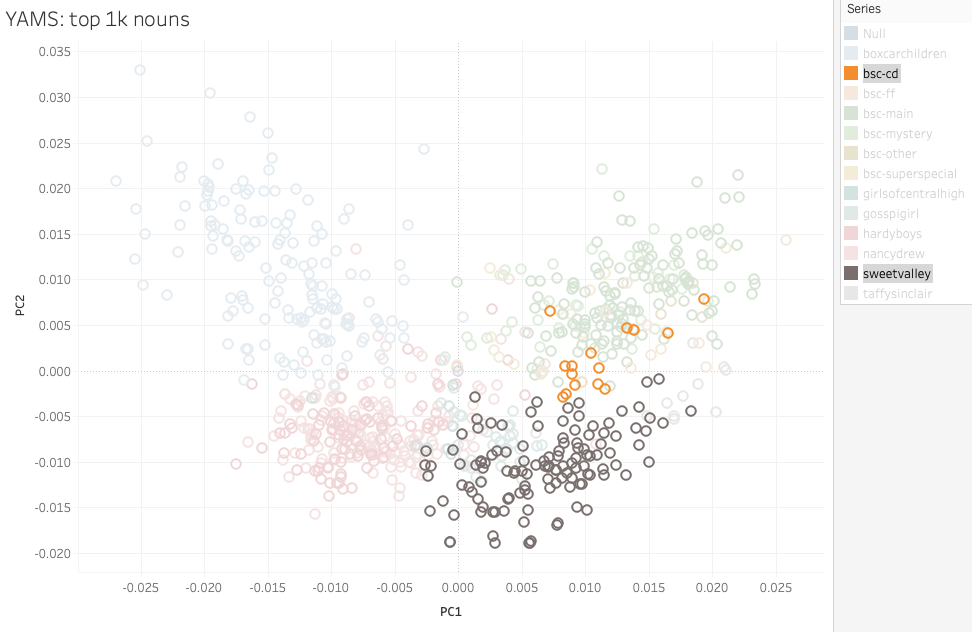 YAMS: top 1k nouns
Series
Null
boxcarchildren
bsc-cd
bsc-ff
bsc-main
bsc-mystery
bsc-other
bsc-superspecial
girlsofcentralhigh
gosspigirl
hardyboys
nancydrew
sweetvalley
taffysinclair
PC2
0.035
0.030
0.025
0.020
0.015
0.010
0.005
0.000
-0.005
-0.010
-0.015
-0.020
-0.025 -0.020 -0.015 -0.010 -0.005 0.000 0.005 0.010 0.015 0.020 0.025
PC1